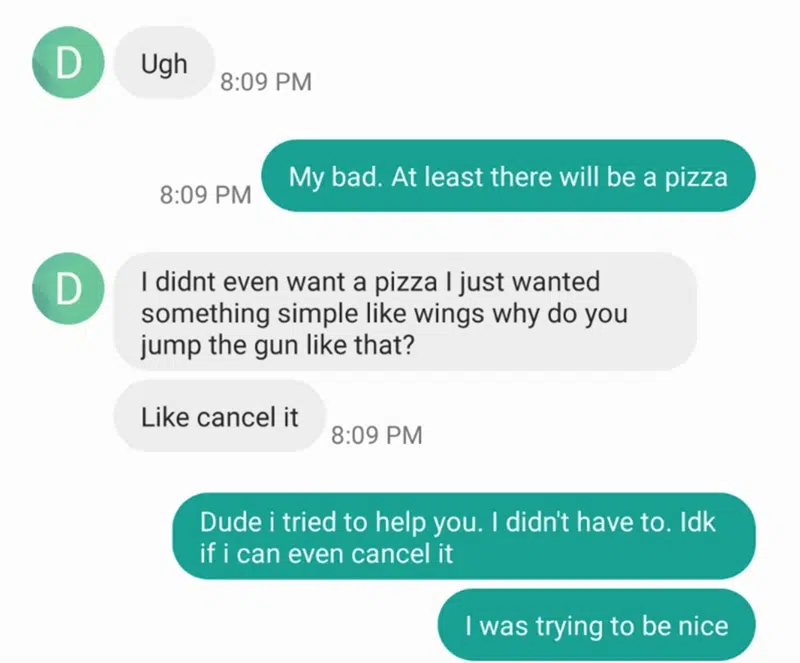 D
Ugh
8:09 PM
My bad. At least there will be a pizza
8:09 PM
D
I didnt even want a pizza I just wanted
something simple like wings why do you
jump the gun like that?
Like cancel it
8:09 PM
Dude i tried to help you. I didn't have to. Idk
if i can even cancel it
I was trying to be nice